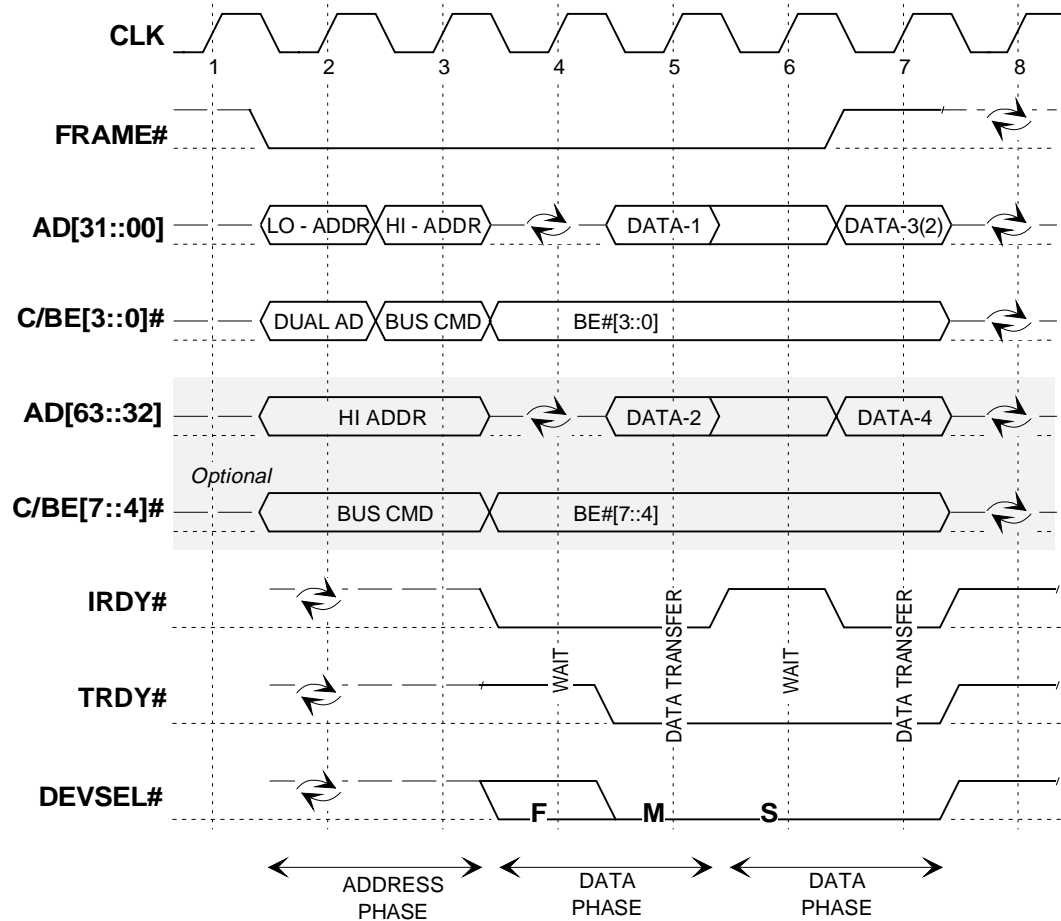 CLK
1 2 3 4 5 6 7 8
FRAME#
AD[31::00] LO - ADDR HI - ADDR DATA-1 DATA-3(2)
C/BE[3::0]# DUAL AD BUS CMD BE#[3::0]
AD[63::32] HI ADDR DATA-2 DATA-4
Optional
C/BE[7::4]# BUS CMD BE#[7::4]
IRDY#
WAIT
DATA TRANSFER
WAIT
DATA TRANSFER
TRDY#
DEVSEL# F M S
ADDRESS
PHASE
DATA
PHASE
DATA
PHASE